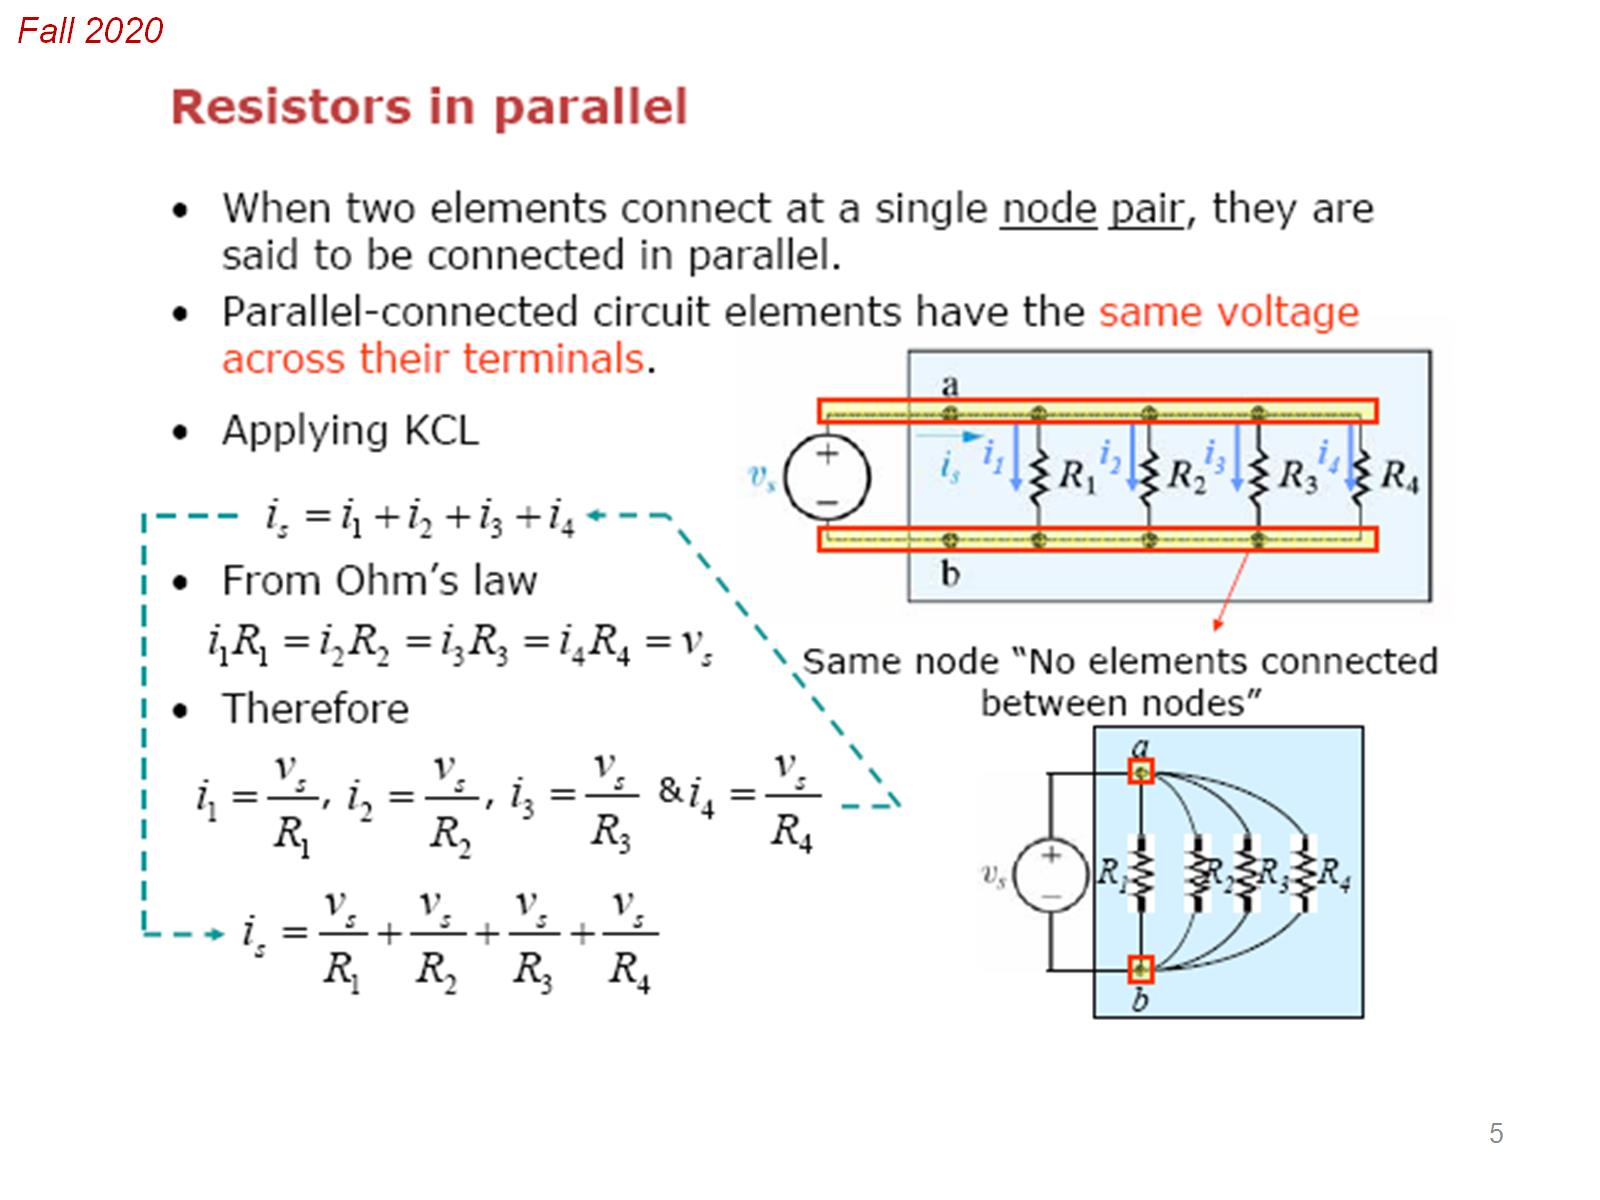 Fall 2020
Resistors in parallel
• When two elements connect at a single node pair, they are
said to be connected in parallel.
• Parallel-connected circuit elements have the same voltage
across their terminals.
• Applying KCL
i_s = i_1 + i_2 + i_3 + i_4
• From Ohm's law
i_1R_1 = i_2R_2 = i_3R_3 = i_4R_4 = v_s
• Therefore
i_1 = v_s/R_1, i_2 = v_s/R_2, i_3 = v_s/R_3 & i_4 = v_s/R_4
i_s = v_s/R_1 + v_s/R_2 + v_s/R_3 + v_s/R_4
a
v_s + − i_s i_1 R_1 i_2 R_2 i_3 R_3 i_4 R_4
b
Same node “No elements connected
between nodes”
a
v_s + − R_1 R_2 R_3 R_4
b
5